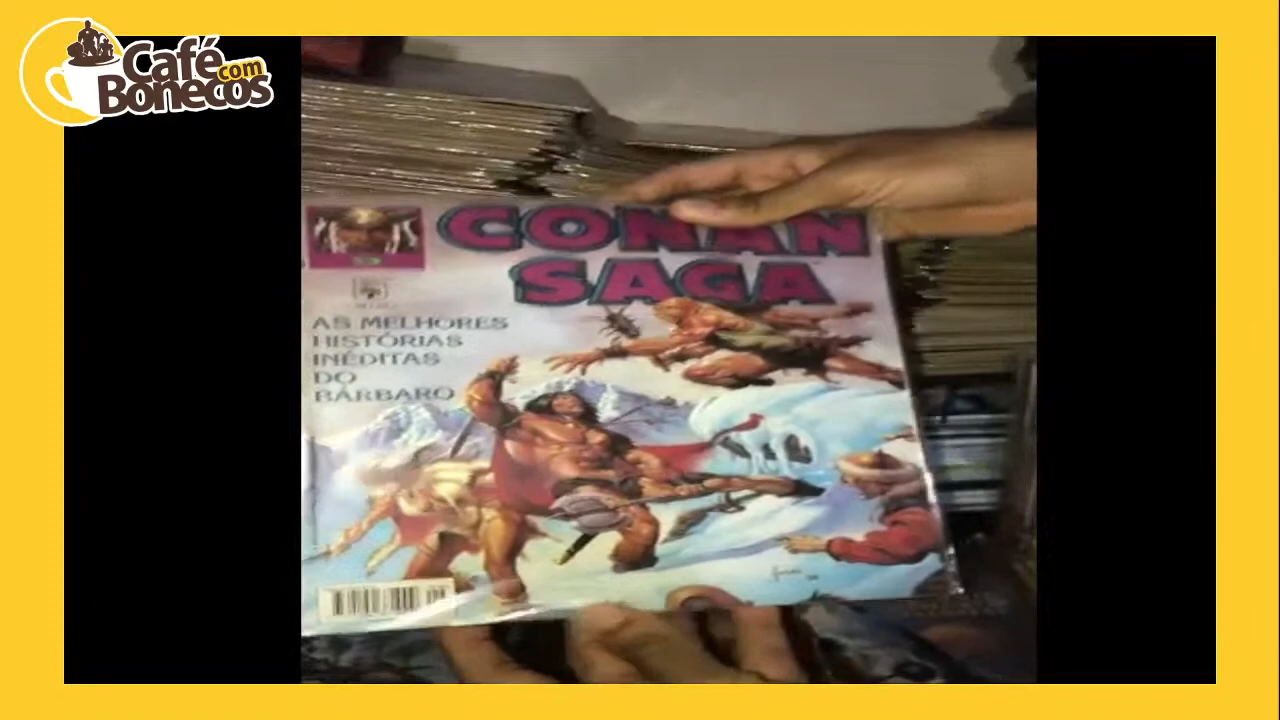 Café
com
Bonecos
CONAN
SAGA
AS MELHORES
HISTÓRIAS
INÉDITAS
DO
BÁRBARO